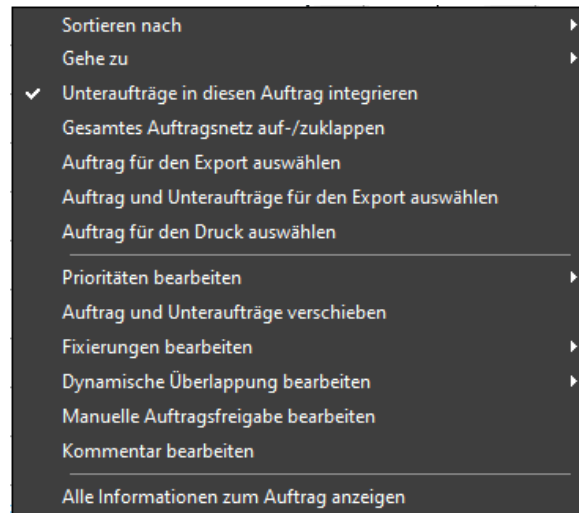 Sortieren nach
Gehe zu
Unteraufträge in diesen Auftrag integrieren
Gesamtes Auftragsnetz auf-/zuklappen
Auftrag für den Export auswählen
Auftrag und Unteraufträge für den Export auswählen
Auftrag für den Druck auswählen
Prioritäten bearbeiten
Auftrag und Unteraufträge verschieben
Fixierungen bearbeiten
Dynamische Überlappung bearbeiten
Manuelle Auftragsfreigabe bearbeiten
Kommentar bearbeiten
Alle Informationen zum Auftrag anzeigen